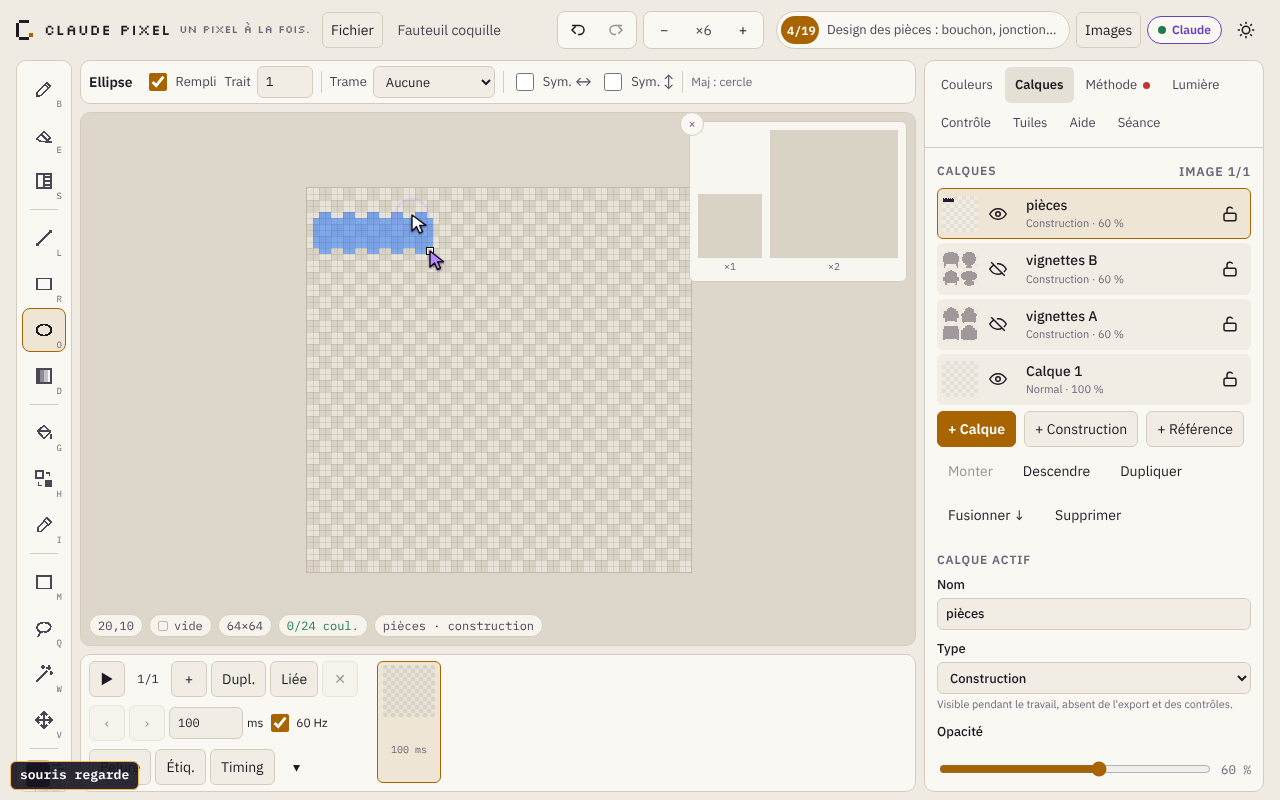 CLAUDE PIXEL UN PIXEL À LA FOIS. Fichier Fauteuil coquille − ×6 + 4/19 Design des pièces : bouchon, jonction… Images Claude
Ellipse Rempli Trait 1 Trame Aucune Sym. ↔ Sym. ↕ Maj : cercle
B
E
S
L
R
O
D
G
H
I
M
Q
W
V
×
×1 ×2
20,10 vide 64×64 0/24 coul. pièces · construction
▶ 1/1 + Dupl. Liée ✕
‹ › 100 ms 60 Hz
100 ms
Étiq. Timing ▼
souris regarde
Couleurs Calques Méthode Lumière
Contrôle Tuiles Aide Séance
CALQUES IMAGE 1/1
pièces
Construction · 60 %
vignettes B
Construction · 60 %
vignettes A
Construction · 60 %
Calque 1
Normal · 100 %
+ Calque + Construction + Référence
Monter Descendre Dupliquer
Fusionner ↓ Supprimer
CALQUE ACTIF
Nom
pièces
Type
Construction
Visible pendant le travail, absent de l'export et des contrôles.
Opacité
60 %